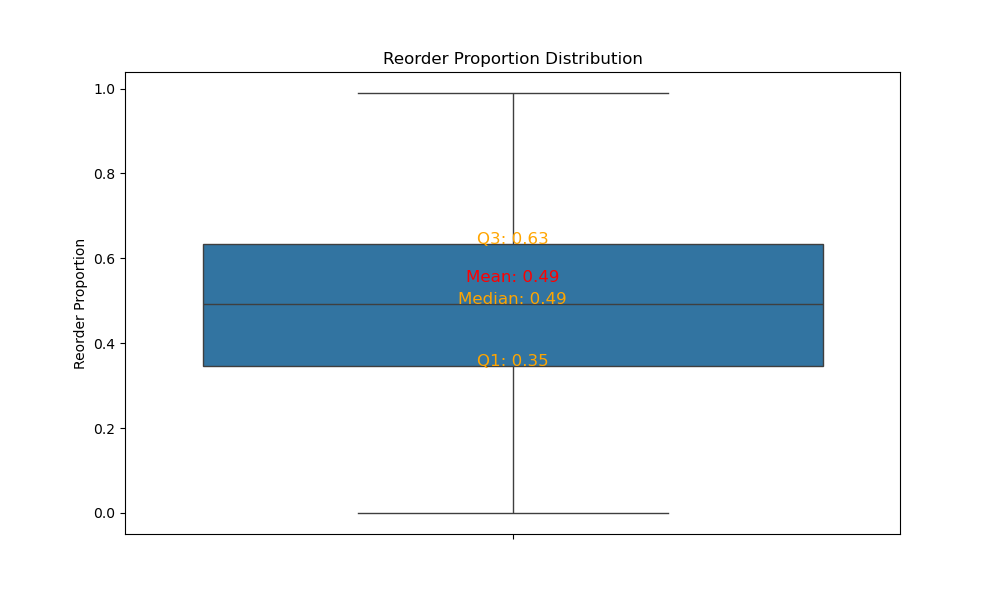 Reorder Proportion Distribution
1.0
0.8
0.6
0.4
0.2
0.0
Reorder Proportion
Q3: 0.63
Mean: 0.49
Median: 0.49
Q1: 0.35